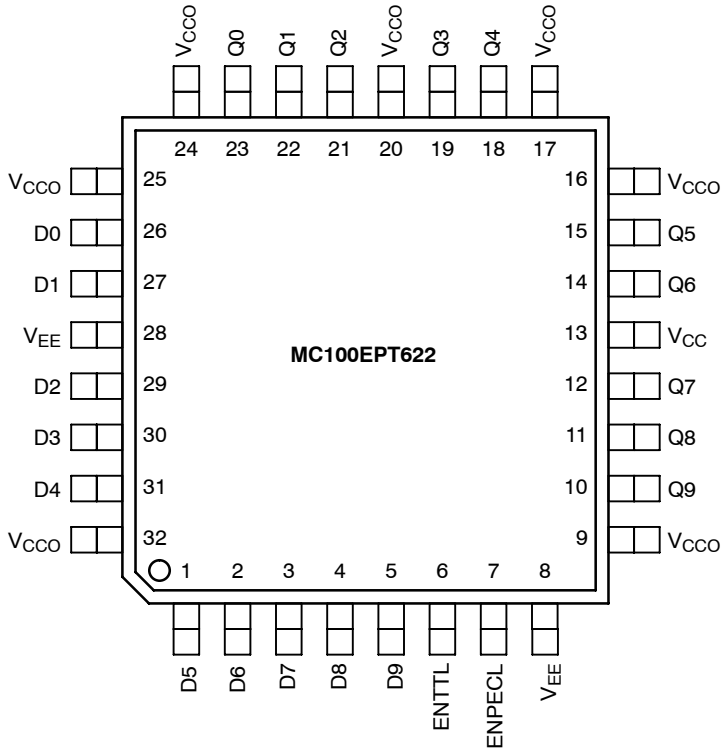 VCCO Q0 Q1 Q2 VCCO Q3 Q4 VCCO
24 23 22 21 20 19 18 17
VCCO 25 16 VCCO
D0 26 15 Q5
D1 27 14 Q6
VEE 28 13 VCC
MC100EPT622
D2 29 12 Q7
D3 30 11 Q8
D4 31 10 Q9
VCCO 32 9 VCCO
1 2 3 4 5 6 7 8
D5 D6 D7 D8 D9 ENTTL ENPECL VEE